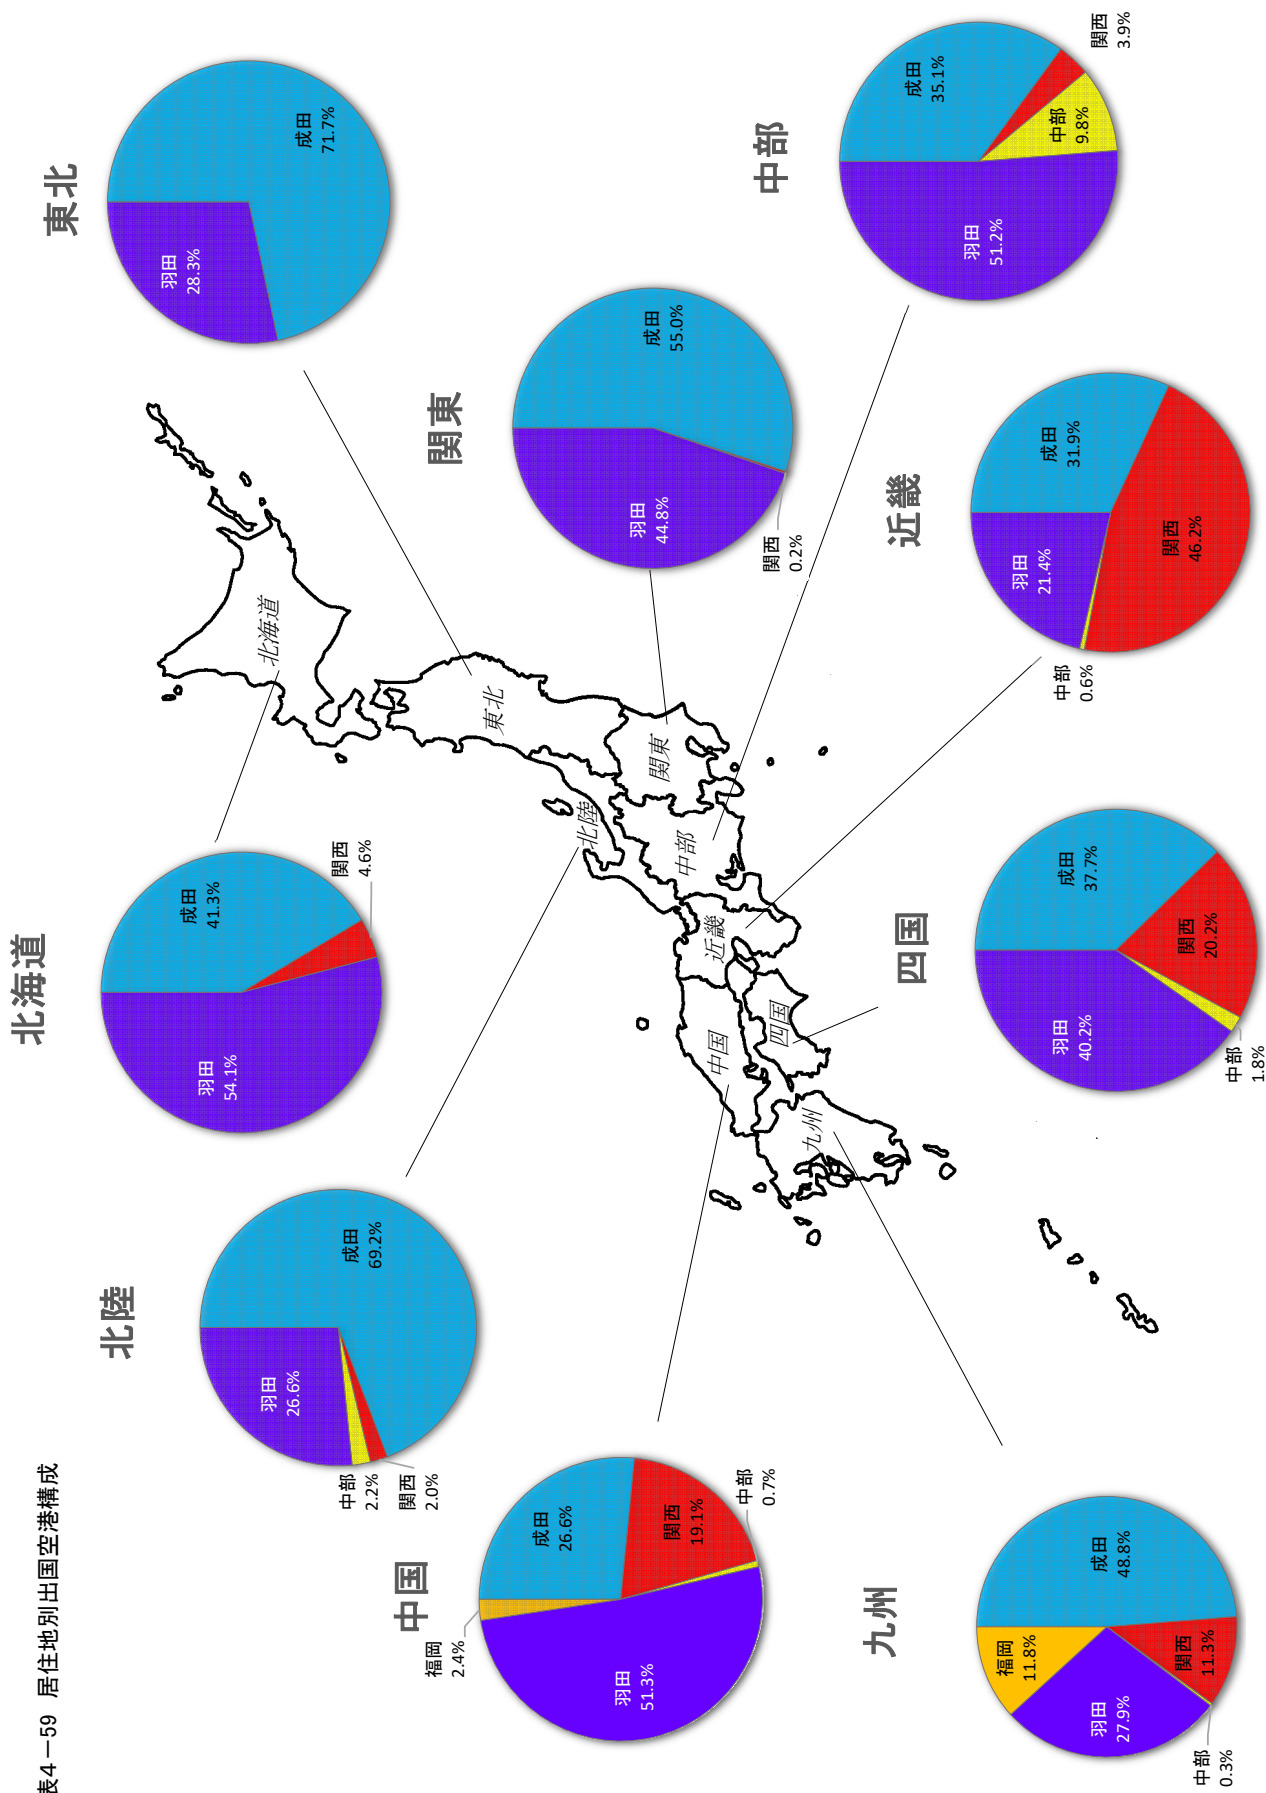 表4－59 居住地別出国空港構成
北海道
羽田
54.1%
成田
41.3%
関西
4.6%
東北
羽田
28.3%
成田
71.7%
北陸
羽田
26.6%
成田
69.2%
中部
2.2%
関西
2.0%
関東
羽田
44.8%
成田
55.0%
関西
0.2%
中国
福岡
2.4%
成田
26.6%
関西
19.1%
中部
0.7%
羽田
51.3%
中部
羽田
51.2%
成田
35.1%
関西
3.9%
中部
9.8%
九州
福岡
11.8%
成田
48.8%
関西
11.3%
羽田
27.9%
中部
0.3%
四国
羽田
40.2%
成田
37.7%
関西
20.2%
中部
1.8%
近畿
羽田
21.4%
成田
31.9%
関西
46.2%
中部
0.6%
北海道
東北
北陸
関東
中部
近畿
中国
四国
九州